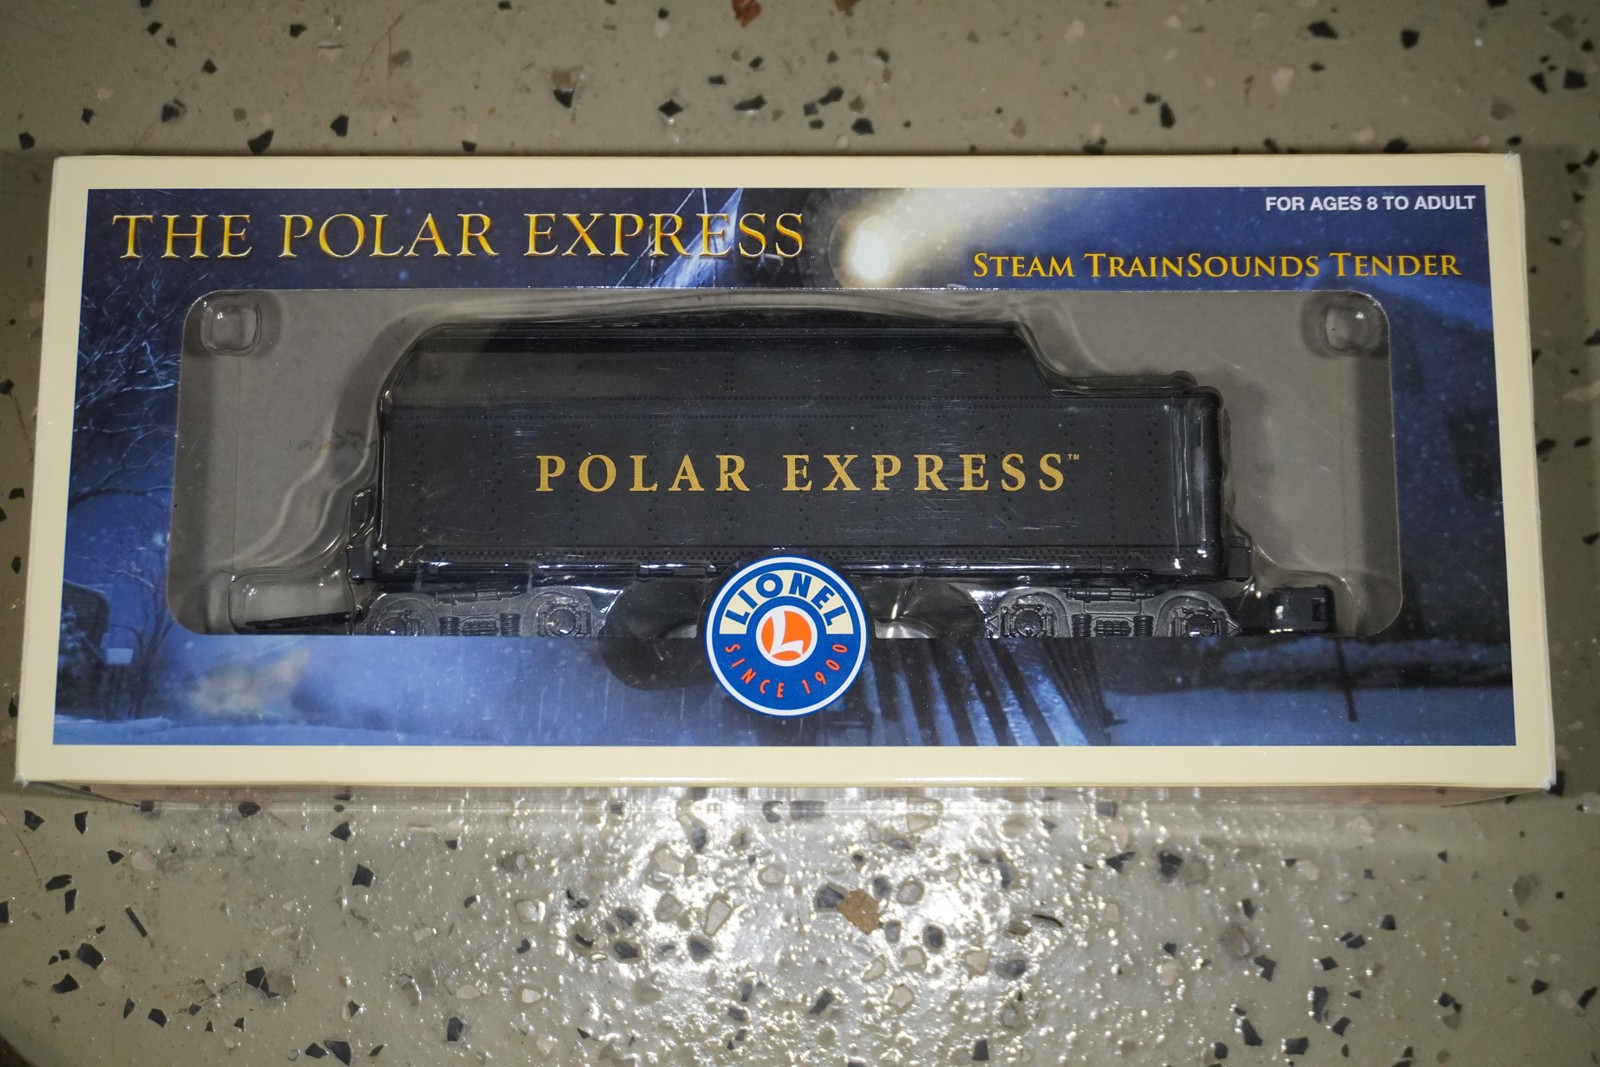 THE POLAR EXPRESS
FOR AGES 8 TO ADULT
STEAM TRAINSOUNDS TENDER
POLAR EXPRESS™
LIONEL
L
SINCE 1900